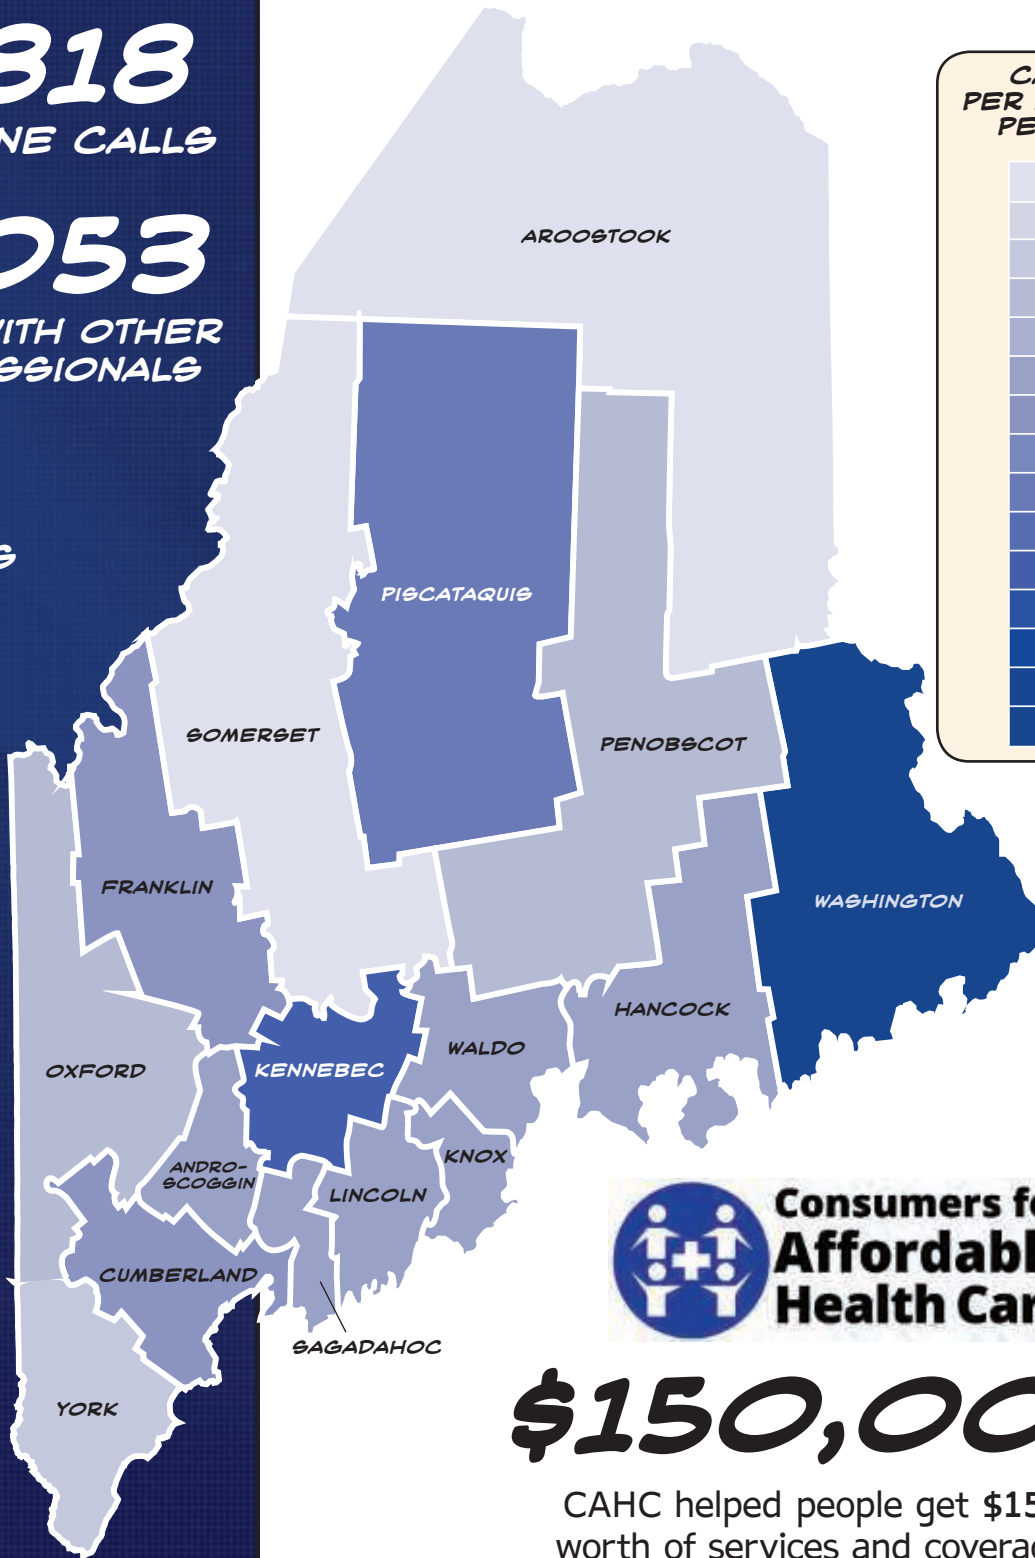 818
NE CALLS
053
ITH OTHER
SSIONALS
G
PER
AROOSTOOK
PISCATAQUIS
SOMERSET
PENOBSCOT
FRANKLIN
WASHINGTON
HANCOCK
OXFORD
KENNEBEC
WALDO
ANDRO-
SCOGGIN
KNOX
LINCOLN
CUMBERLAND
SAGADAHOC
YORK
Consumers fo
Affordabl
Health Car
$150,00
CAHC helped people get $15
worth of services and coverag